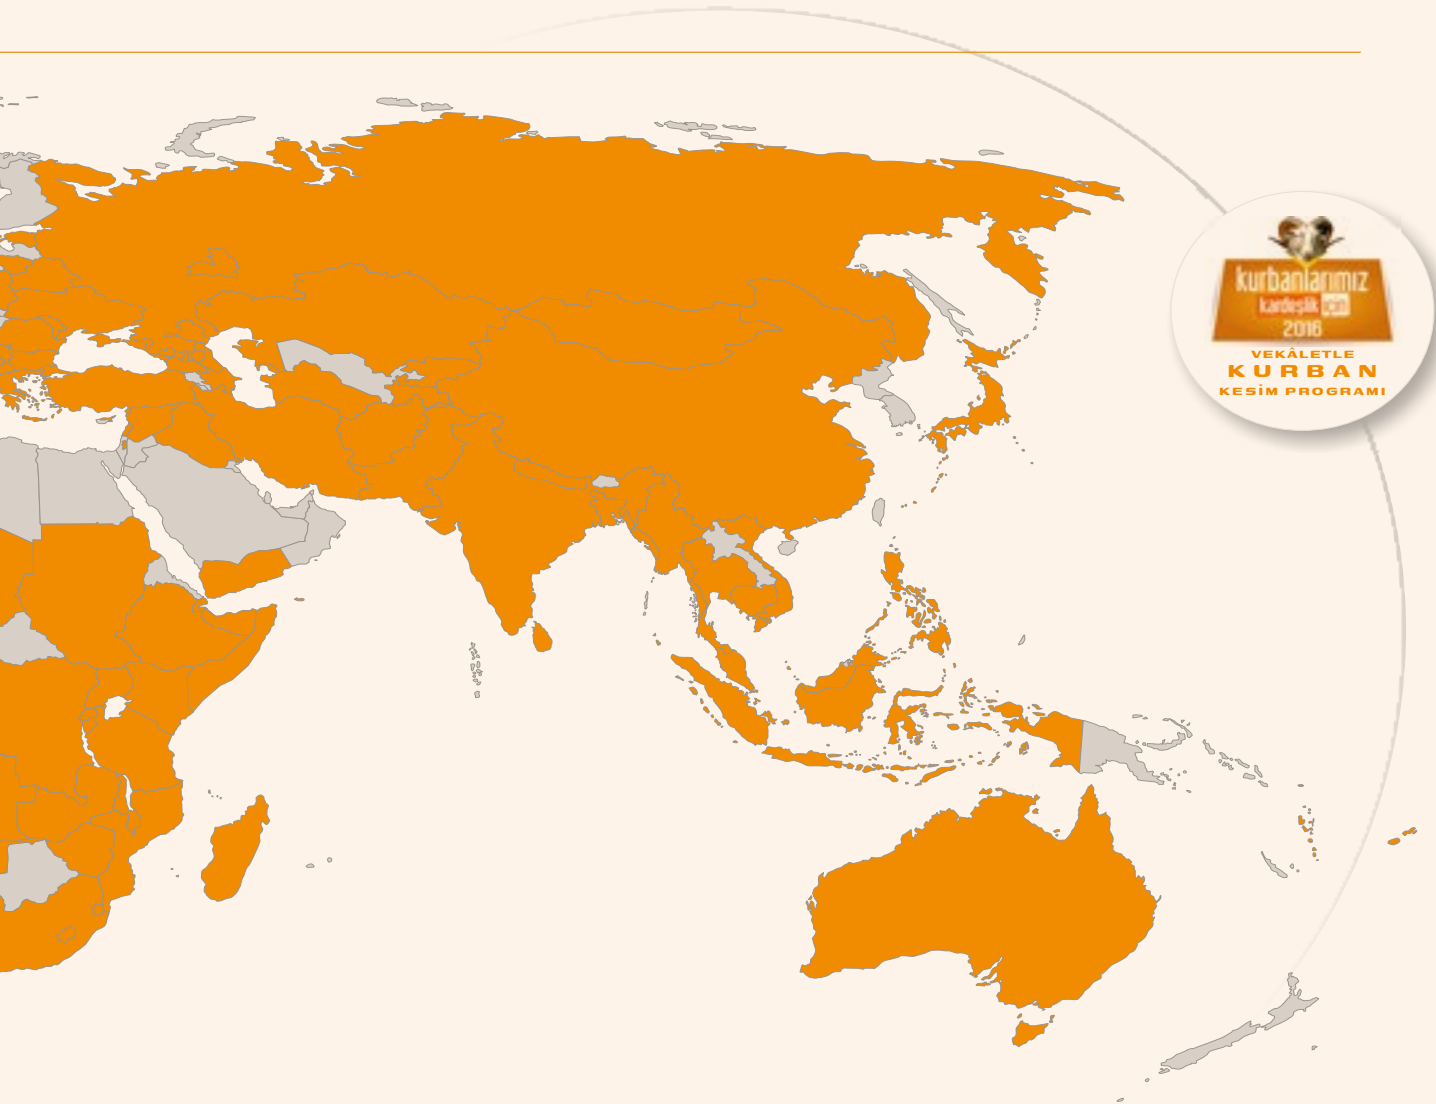 kurbanlarımız
kardeşlik için
2016
VEKÂLETLE
KURBAN
KESİM PROGRAMI